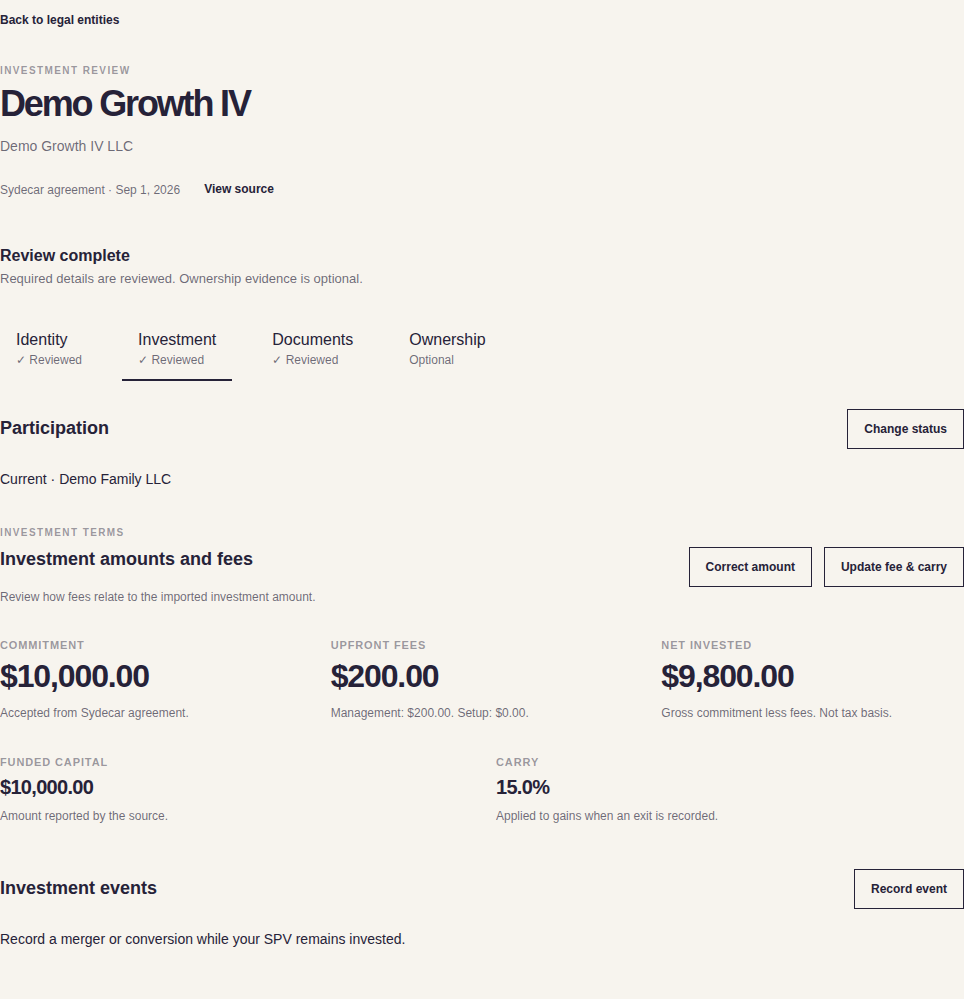 Back to legal entities
INVESTMENT REVIEW
Demo Growth IV
Demo Growth IV LLC
Sydecar agreement · Sep 1, 2026 View source
Review complete
Required details are reviewed. Ownership evidence is optional.
Identity Investment Documents Ownership
✓ Reviewed ✓ Reviewed ✓ Reviewed Optional
Participation Change status
Current · Demo Family LLC
INVESTMENT TERMS
Investment amounts and fees Correct amount Update fee & carry
Review how fees relate to the imported investment amount.
COMMITMENT UPFRONT FEES NET INVESTED
$10,000.00 $200.00 $9,800.00
Accepted from Sydecar agreement. Management: $200.00. Setup: $0.00. Gross commitment less fees. Not tax basis.
FUNDED CAPITAL CARRY
$10,000.00 15.0%
Amount reported by the source. Applied to gains when an exit is recorded.
Investment events Record event
Record a merger or conversion while your SPV remains invested.